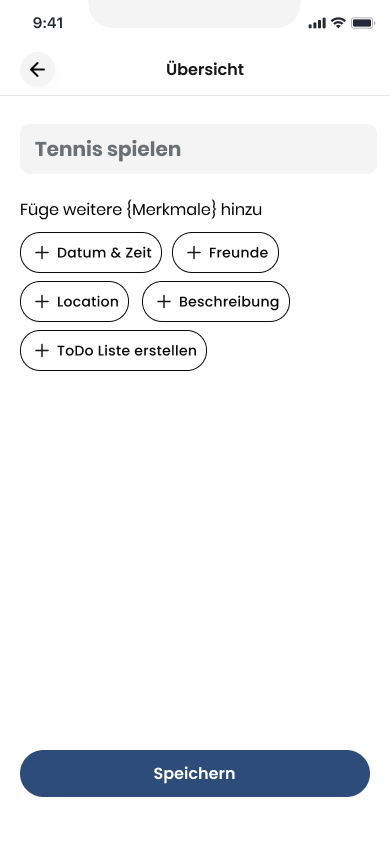 9:41
Übersicht
Tennis spielen
Füge weitere {Merkmale} hinzu
+ Datum & Zeit + Freunde
+ Location + Beschreibung
+ ToDo Liste erstellen
Speichern